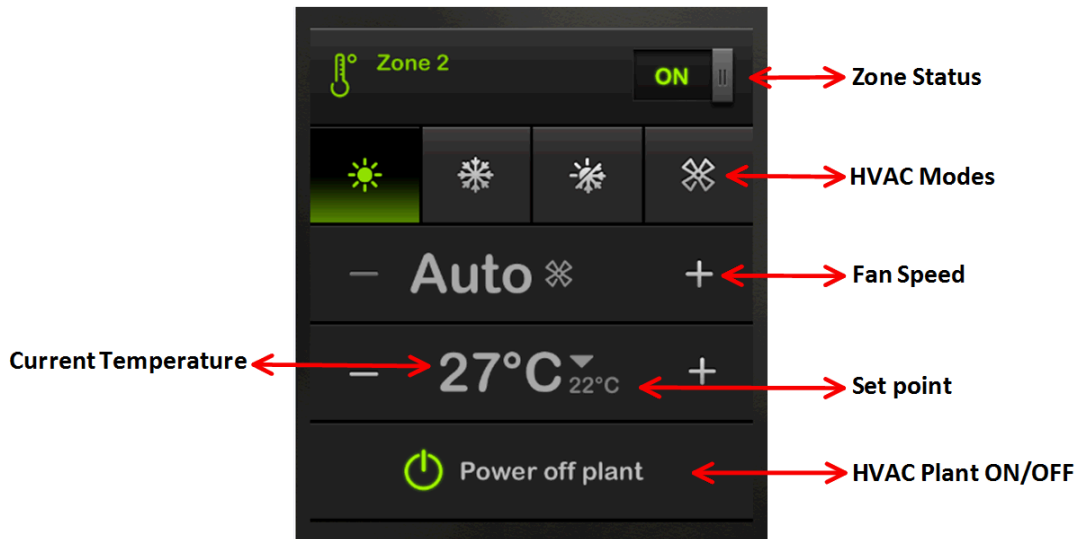 Zone 2
ON
Zone Status
HVAC Modes
− Auto +
Fan Speed
Current Temperature
− 27°C 22°C +
Set point
Power off plant
HVAC Plant ON/OFF